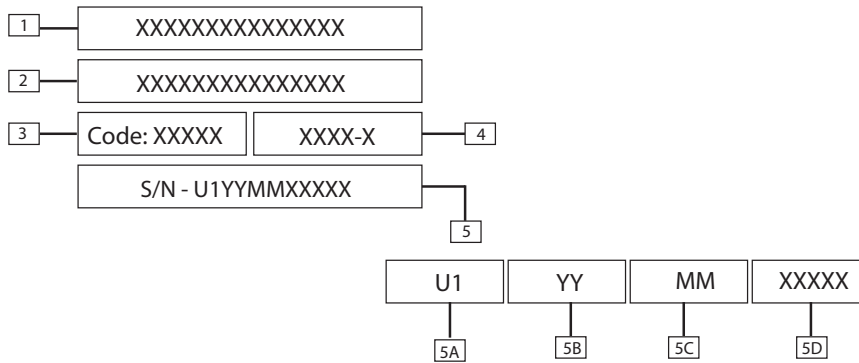 1 XXXXXXXXXXXXXXX
2 XXXXXXXXXXXXXXX
3 Code: XXXXX XXXX-X 4
S/N - U1YYMMXXXXX
5
U1 YY MM XXXXX
5A 5B 5C 5D